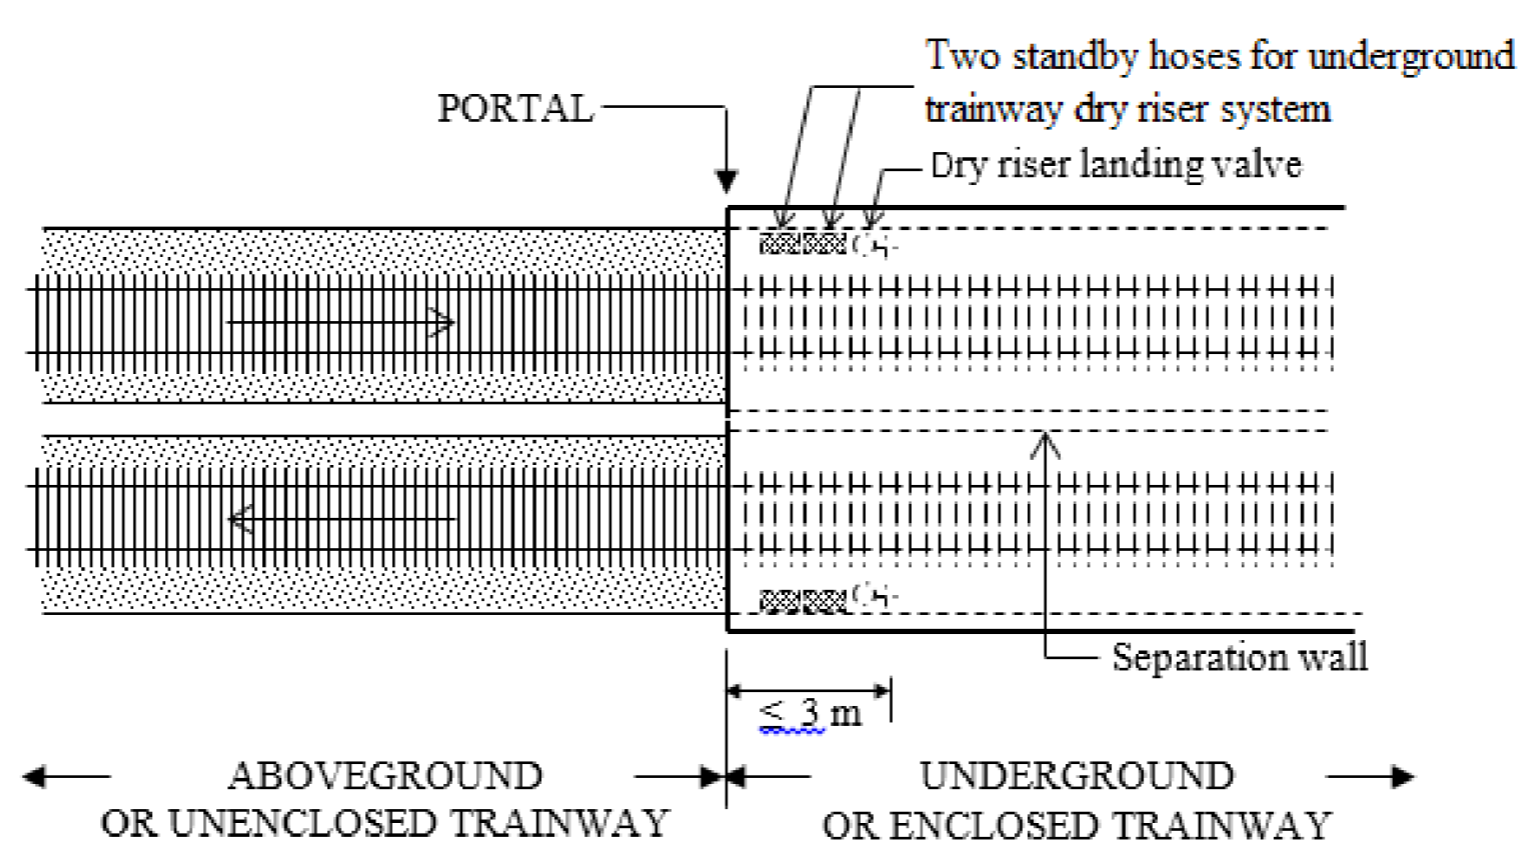 Two standby hoses for underground
trainway dry riser system
PORTAL
Dry riser landing valve
Separation wall
≤ 3 m
ABOVEGROUND
OR UNENCLOSED TRAINWAY
UNDERGROUND
OR ENCLOSED TRAINWAY